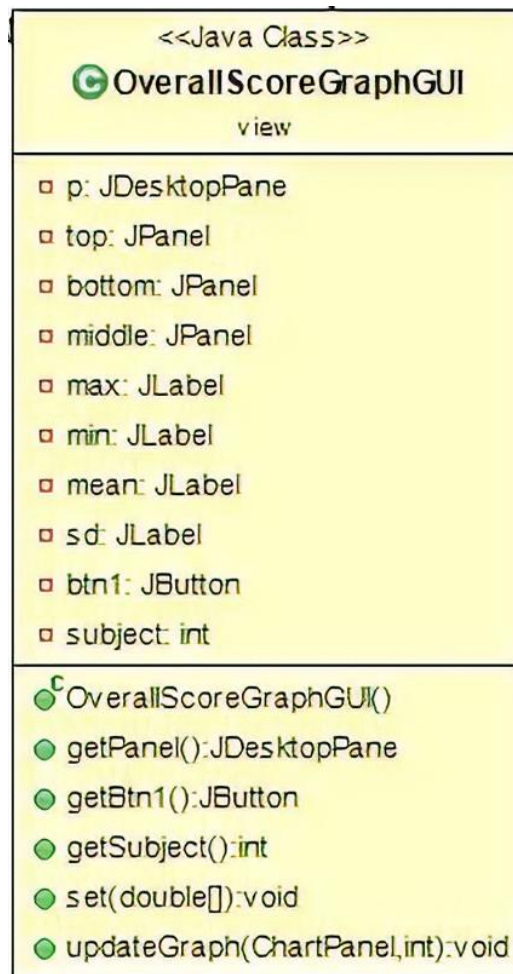 <<Java Class>>
C OverallScoreGraphGUI
view
p: JDesktopPane
top: JPanel
bottom: JPanel
middle: JPanel
max: JLabel
min: JLabel
mean: JLabel
sd: JLabel
btn1: JButton
subject: int
C OverallScoreGraphGUI()
getPanel():JDesktopPane
getBtn1():JButton
getSubject():int
set(double[]):void
updateGraph(ChartPanel,int):void